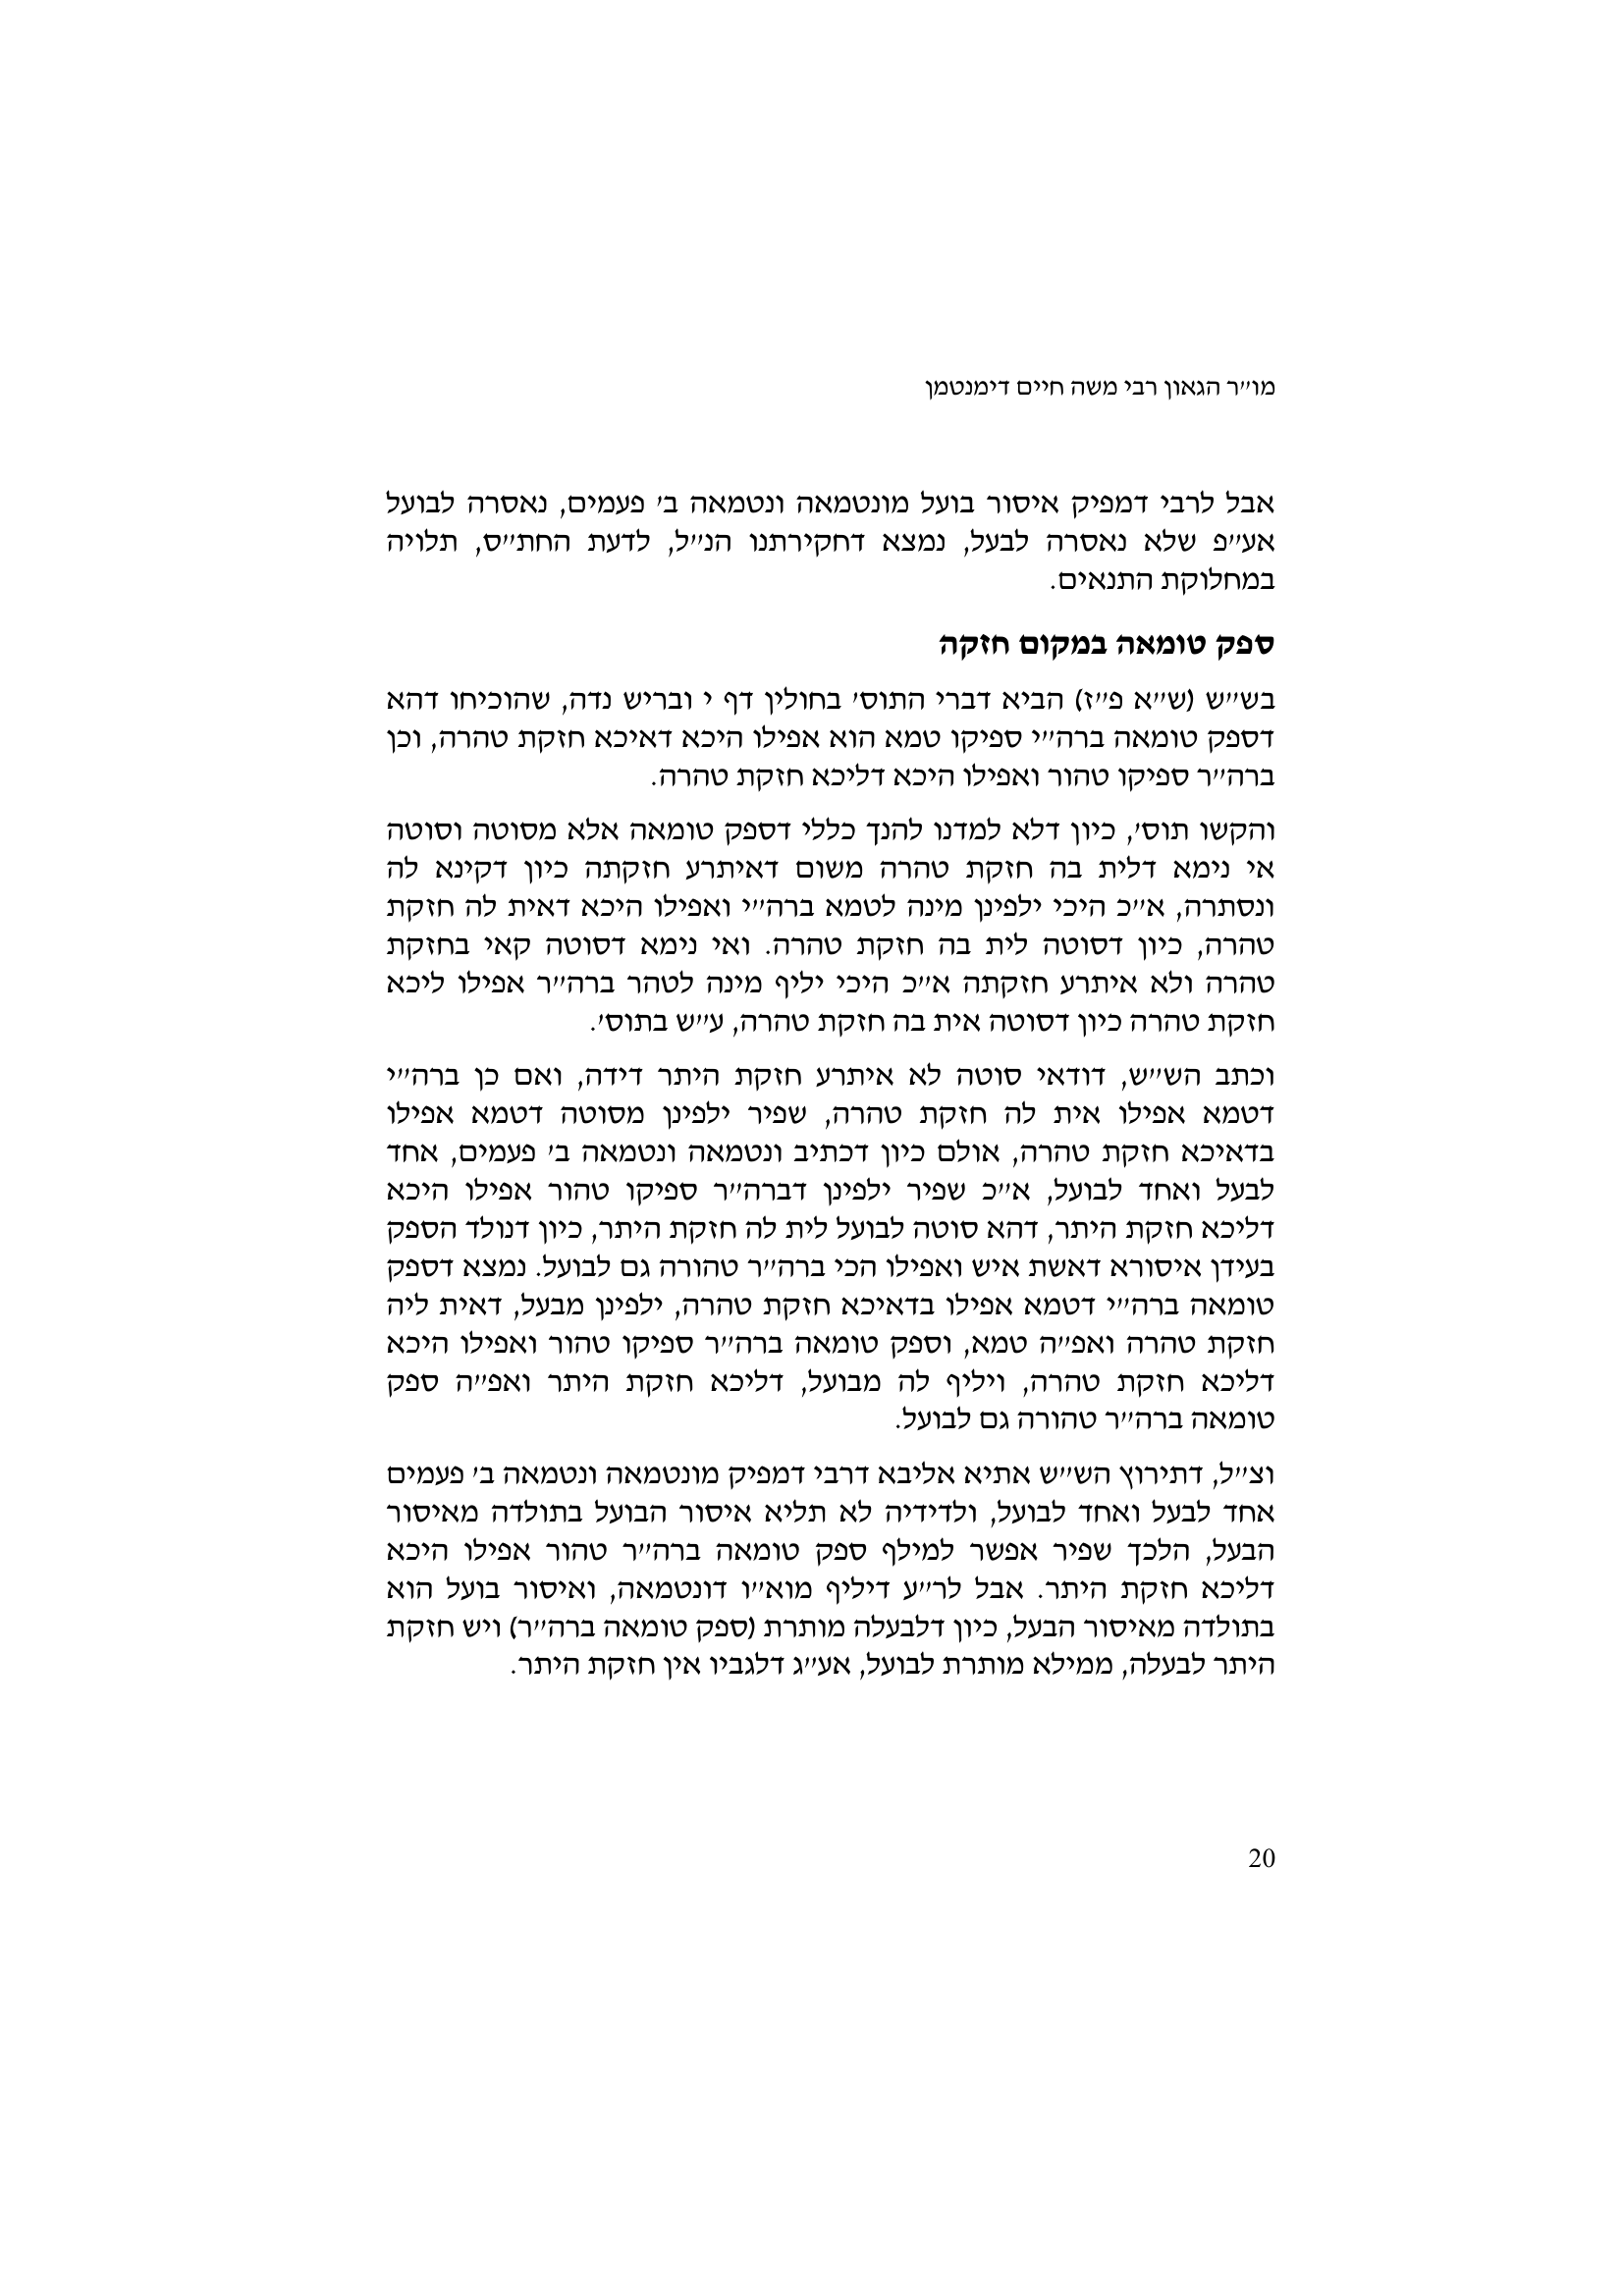 מו״ר הגאון רבי משה חיים דימנטמן
אבל לרבי דמפיק איסור בועל מונטמאה ונטמאה ב׳ פעמים, נאסרה לבועל
אע״פ שלא נאסרה לבעל, נמצא דחקירתנו הנ״ל, לדעת החת״ס, תלויה
במחלוקת התנאים.
ספק טומאה במקום חזקה
בש״ש (ש״א פ״ז) הביא דברי התוס׳ בחולין דף י ובריש נדה, שהוכיחו דהא
דספק טומאה ברה״י ספיקו טמא הוא אפילו היכא דאיכא חזקת טהרה, וכן
ברה״ר ספיקו טהור ואפילו היכא דליכא חזקת טהרה.
והקשו תוס׳, כיון דלא למדנו להנך כללי דספק טומאה אלא מסוטה וסוטה
אי נימא דלית בה חזקת טהרה משום דאיתרע חזקתה כיון דקינא לה
ונסתרה, א״כ היכי ילפינן מינה לטמא ברה״י ואפילו היכא דאית לה חזקת
טהרה, כיון דסוטה לית בה חזקת טהרה. ואי נימא דסוטה קאי בחזקת
טהרה ולא איתרע חזקתה א״כ היכי יליף מינה לטהר ברה״ר אפילו ליכא
חזקת טהרה כיון דסוטה אית בה חזקת טהרה, ע״ש בתוס׳.
וכתב הש״ש, דודאי סוטה לא איתרע חזקת היתר דידה, ואם כן ברה״י
דטמא אפילו אית לה חזקת טהרה, שפיר ילפינן מסוטה דטמא אפילו
בדאיכא חזקת טהרה, אולם כיון דכתיב ונטמאה ונטמאה ב׳ פעמים, אחד
לבעל ואחד לבועל, א״כ שפיר ילפינן דברה״ר ספיקו טהור אפילו היכא
דליכא חזקת היתר, דהא סוטה לבועל לית לה חזקת היתר, כיון דנולד הספק
בעידן איסורא דאשת איש ואפילו הכי ברה״ר טהורה גם לבועל. נמצא דספק
טומאה ברה״י דטמא אפילו בדאיכא חזקת טהרה, ילפינן מבעל, דאית ליה
חזקת טהרה ואפ״ה טמא, וספק טומאה ברה״ר ספיקו טהור ואפילו היכא
דליכא חזקת טהרה, ויליף לה מבועל, דליכא חזקת היתר ואפ״ה ספק
טומאה ברה״ר טהורה גם לבועל.
וצ״ל, דתירוץ הש״ש אתיא אליבא דרבי דמפיק מונטמאה ונטמאה ב׳ פעמים
אחד לבעל ואחד לבועל, ולדידיה לא תליא איסור הבועל בתולדה מאיסור
הבעל, הלכך שפיר אפשר למילף ספק טומאה ברה״ר טהור אפילו היכא
דליכא חזקת היתר. אבל לר״ע דיליף מוא״ו דונטמאה, ואיסור בועל הוא
בתולדה מאיסור הבעל, כיון דלבעלה מותרת (ספק טומאה ברה״ר) ויש חזקת
היתר לבעלה, ממילא מותרת לבועל, אע״ג דלגביו אין חזקת היתר.
20